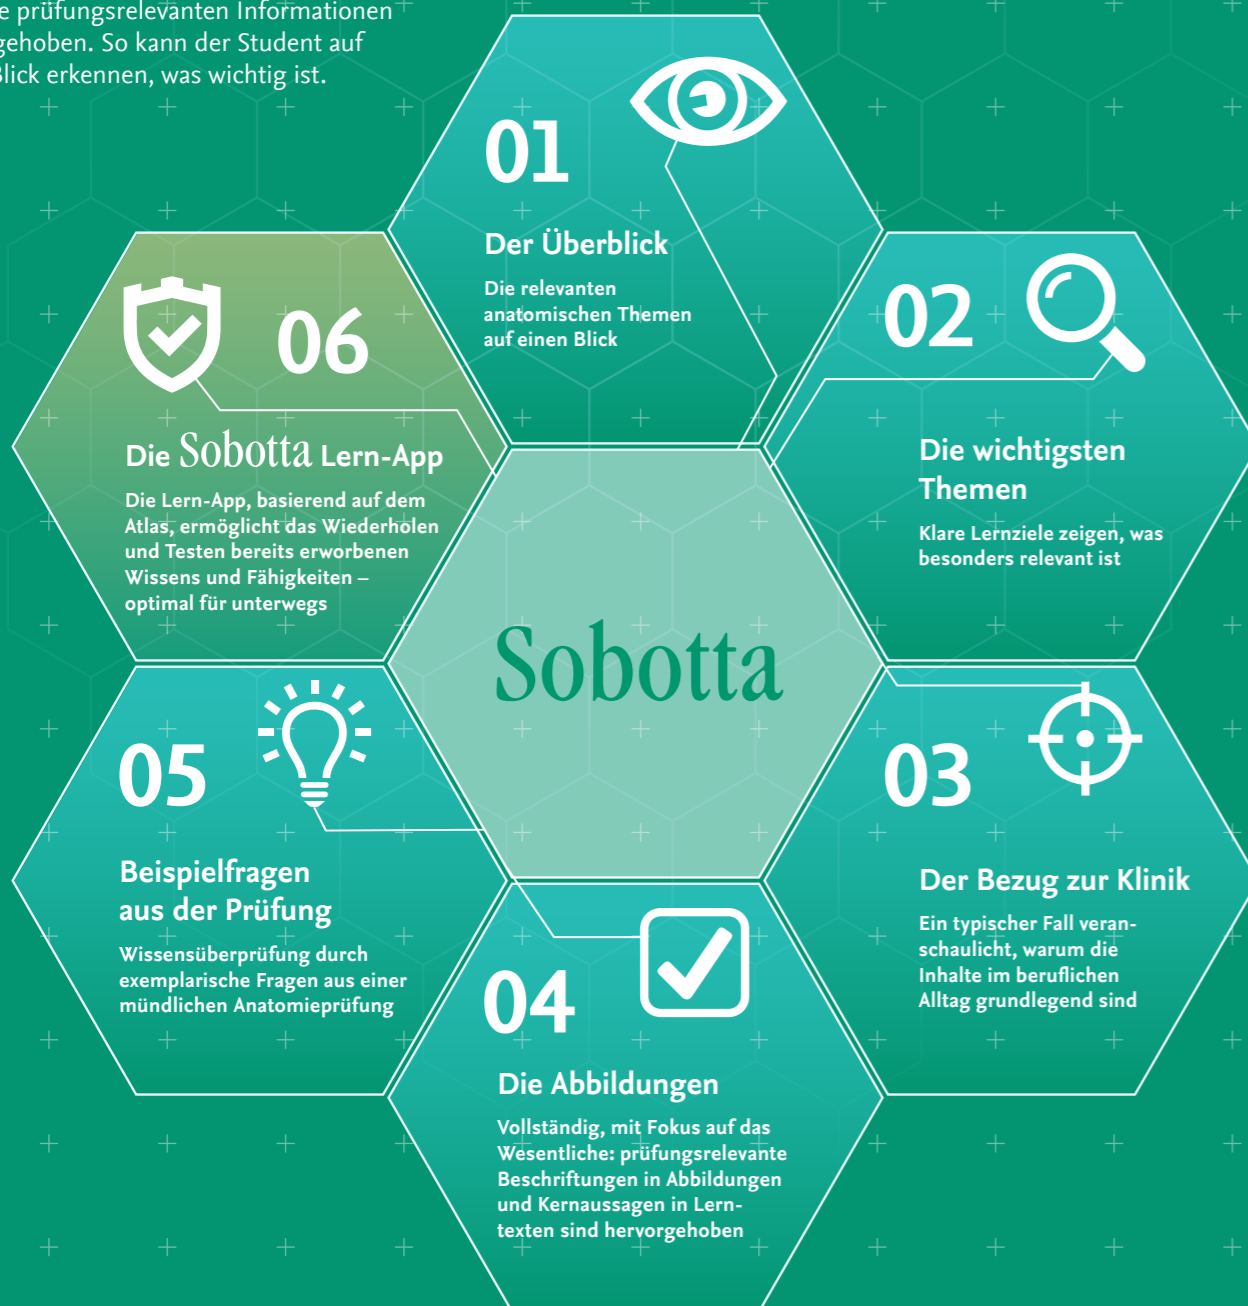 e prüfungsrelevanten Informationen
gehoben. So kann der Student auf
Blick erkennen, was wichtig ist.
01
Der Überblick
Die relevanten
anatomischen Themen
auf einen Blick
02
Die wichtigsten
Themen
Klare Lernziele zeigen, was
besonders relevant ist
03
Der Bezug zur Klinik
Ein typischer Fall veran-
schaulicht, warum die
Inhalte im beruflichen
Alltag grundlegend sind
04
Die Abbildungen
Vollständig, mit Fokus auf das
Wesentliche: prüfungsrelevante
Beschriftungen in Abbildungen
und Kernaussagen in Lern-
texten sind hervorgehoben
05
Beispielfragen
aus der Prüfung
Wissensüberprüfung durch
exemplarische Fragen aus einer
mündlichen Anatomieprüfung
06
Die Sobotta Lern-App
Die Lern-App, basierend auf dem
Atlas, ermöglicht das Wiederholen
und Testen bereits erworbenen
Wissens und Fähigkeiten –
optimal für unterwegs
Sobotta